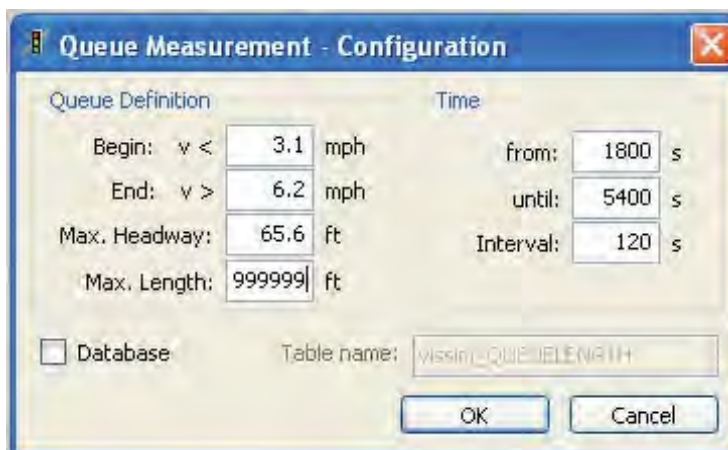 Queue Measurement - Configuration
Queue Definition
Begin: v < 3.1 mph
End: v > 6.2 mph
Max. Headway: 65.6 ft
Max. Length: 999999 ft
Time
from: 1800 s
until: 5400 s
Interval: 120 s
Database
Table name:
OK
Cancel